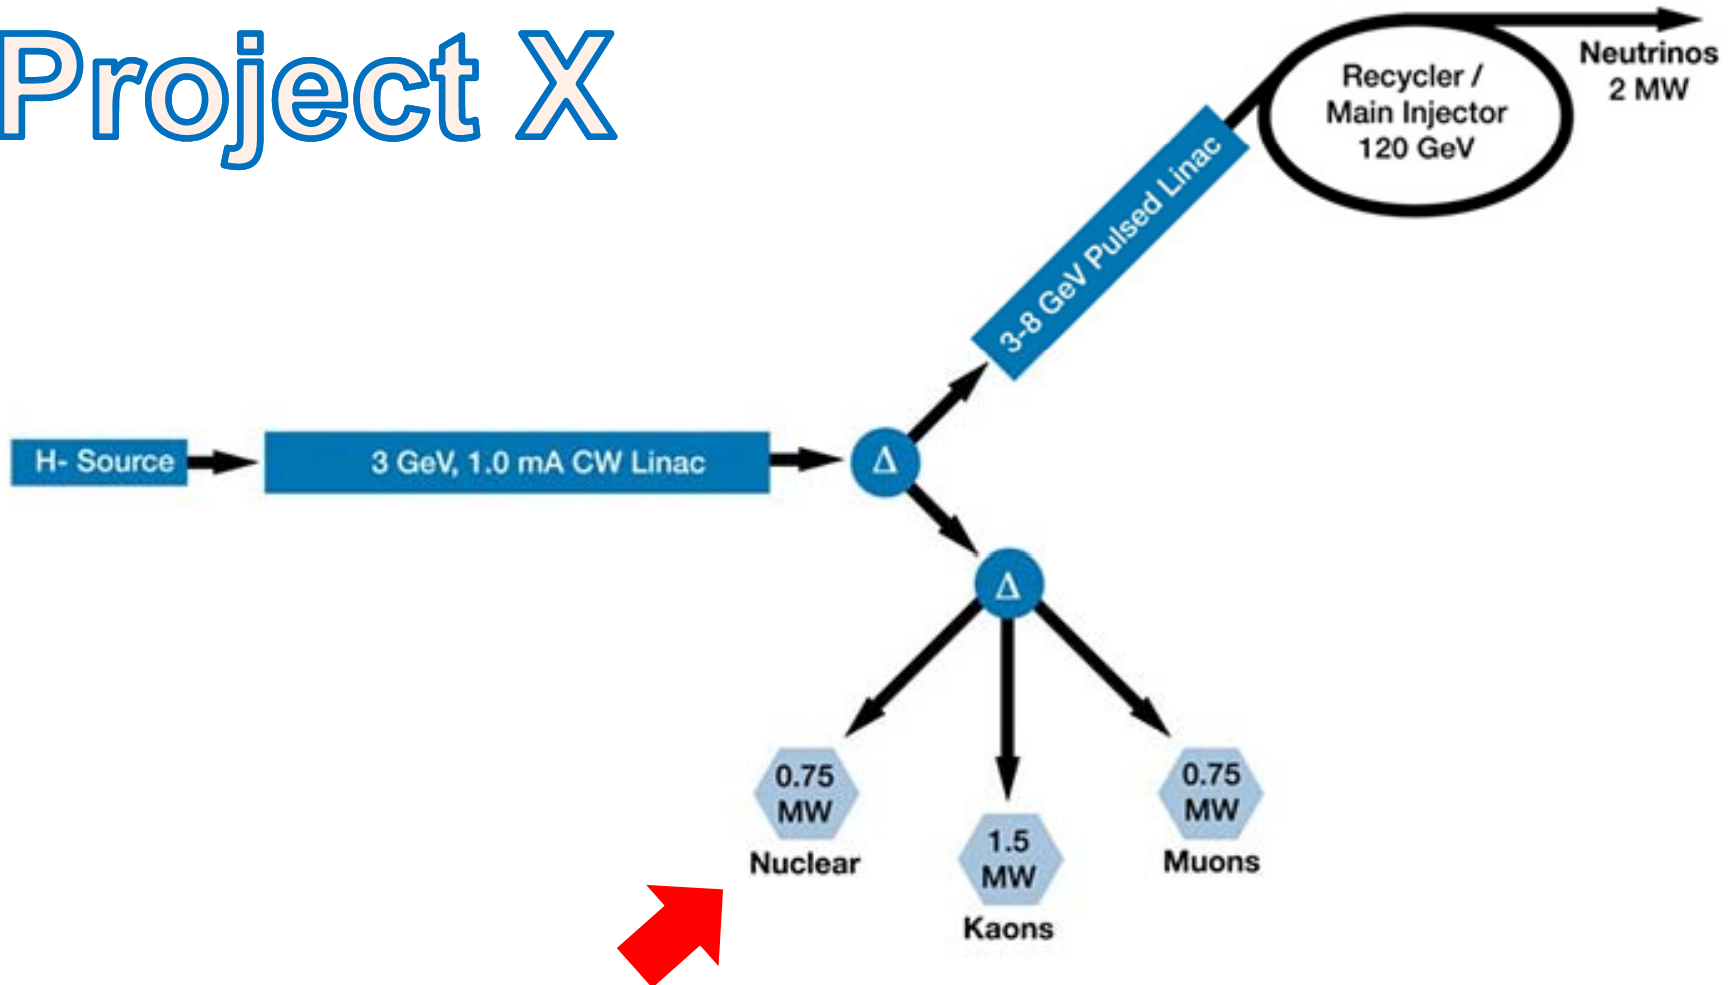 Project X
Recycler /
Main Injector
120 GeV
Neutrinos
2 MW
3-8 GeV Pulsed Linac
H- Source
3 GeV, 1.0 mA CW Linac
Δ
Δ
0.75
MW
Nuclear
1.5
MW
Kaons
0.75
MW
Muons